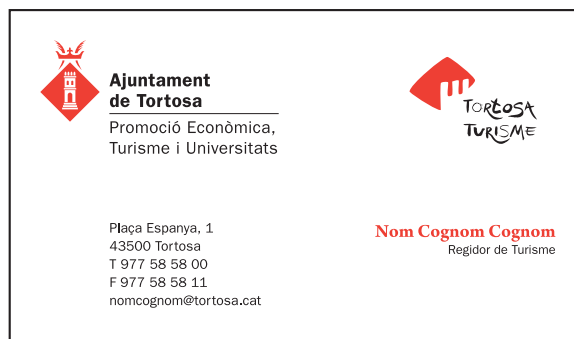 Ajuntament
de Tortosa
Promoció Econòmica,
Turisme i Universitats
TORTOSA
TURISME
Plaça Espanya, 1
43500 Tortosa
T 977 58 58 00
F 977 58 58 11
nomcognom@tortosa.cat
Nom Cognom Cognom
Regidor de Turisme